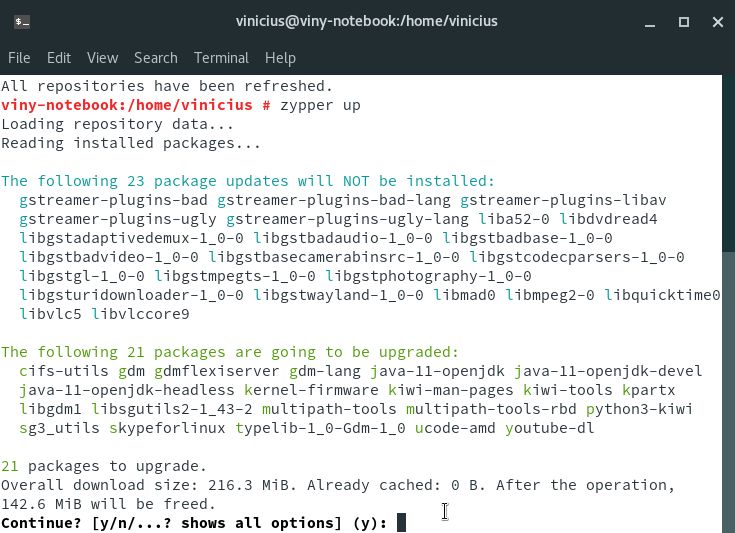 vinicius@viny-notebook:/home/vinicius
File Edit View Search Terminal Help
All repositories have been refreshed.
viny-notebook:/home/vinicius # zypper up
Loading repository data...
Reading installed packages...
The following 23 package updates will NOT be installed:
gstreamer-plugins-bad gstreamer-plugins-bad-lang gstreamer-plugins-libav
gstreamer-plugins-ugly gstreamer-plugins-ugly-lang liba52-0 libdvdread4
libgstadaptivedemux-1_0-0 libgstbadaudio-1_0-0 libgstbadbase-1_0-0
libgstbadvideo-1_0-0 libgstbasecamerabinsrc-1_0-0 libgstcodecparsers-1_0-0
libgstgl-1_0-0 libgstmpegts-1_0-0 libgstphotography-1_0-0
libgsturidownloader-1_0-0 libgstwayland-1_0-0 libmad0 libmpeg2-0 libquicktime0
libvlc5 libvlccore9
The following 21 packages are going to be upgraded:
cifs-utils gdm gdmflexiserver gdm-lang java-11-openjdk java-11-openjdk-devel
java-11-openjdk-headless kernel-firmware kiwi-man-pages kiwi-tools kpartx
libgdm1 libsgutils2-1_43-2 multipath-tools multipath-tools-rbd python3-kiwi
sg3_utils skypeforlinux typelib-1_0-Gdm-1_0 ucode-amd youtube-dl
21 packages to upgrade.
Overall download size: 216.3 MiB. Already cached: 0 B. After the operation,
142.6 MiB will be freed.
Continue? [y/n/...? shows all options] (y):